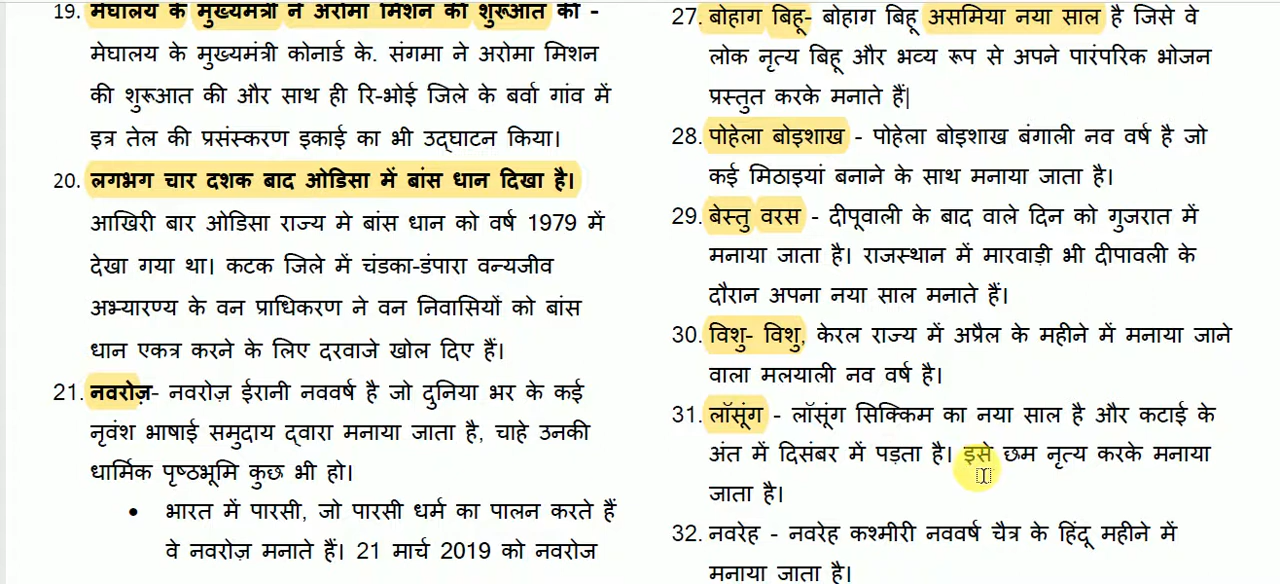 19. मेघालय के मुख्यमंत्री ने अरोमा मिशन की शुरूआत की -
मेघालय के मुख्यमंत्री कोनार्ड के. संगमा ने अरोमा मिशन
की शुरूआत की और साथ ही रि-भोई जिले के बर्वा गांव में
इत्र तेल की प्रसंस्करण इकाई का भी उद्घाटन किया।
20. लगभग चार दशक बाद ओडिसा में बांस धान दिखा है।
आखिरी बार ओडिसा राज्य मे बांस धान को वर्ष 1979 में
देखा गया था। कटक जिले में चंडका-डंपारा वन्यजीव
अभ्यारण्य के वन प्राधिकरण ने वन निवासियों को बांस
धान एकत्र करने के लिए दरवाजे खोल दिए हैं।
21. नवरोज़- नवरोज़ ईरानी नववर्ष है जो दुनिया भर के कई
नृवंश भाषाई समुदाय द्वारा मनाया जाता है, चाहे उनकी
धार्मिक पृष्ठभूमि कुछ भी हो।
• भारत में पारसी, जो पारसी धर्म का पालन करते हैं
वे नवरोज़ मनाते हैं। 21 मार्च 2019 को नवरोज
27. बोहाग बिहू- बोहाग बिहू असमिया नया साल है जिसे वे
लोक नृत्य बिहू और भव्य रूप से अपने पारंपरिक भोजन
प्रस्तुत करके मनाते हैं|
28. पोहेला बोइशाख - पोहेला बोइशाख बंगाली नव वर्ष है जो
कई मिठाइयां बनाने के साथ मनाया जाता है।
29. बेस्तु वरस - दीपूवाली के बाद वाले दिन को गुजरात में
मनाया जाता है। राजस्थान में मारवाड़ी भी दीपावली के
दौरान अपना नया साल मनाते हैं।
30. विशु- विशु, केरल राज्य में अप्रैल के महीने में मनाया जाने
वाला मलयाली नव वर्ष है।
31. लॉसूंग - लॉसूंग सिक्किम का नया साल है और कटाई के
अंत में दिसंबर में पड़ता है। इसे छम नृत्य करके मनाया
जाता है।
32. नवरेह - नवरेह कश्मीरी नववर्ष चैत्र के हिंदू महीने में
मनाया जाता है।